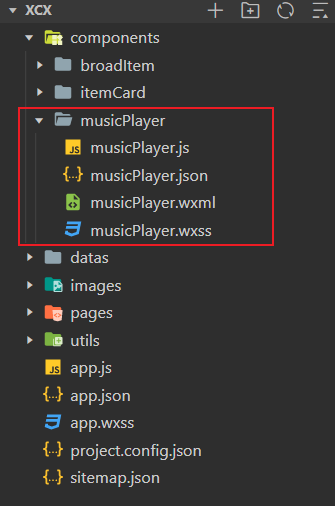 XCX
components
broadItem
itemCard
musicPlayer
JS musicPlayer.js
{..} musicPlayer.json
musicPlayer.wxml
musicPlayer.wxss
datas
images
pages
utils
JS app.js
{..} app.json
app.wxss
{..} project.config.json
{..} sitemap.json